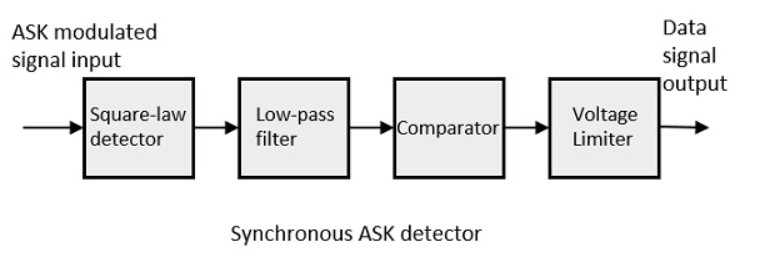 ASK modulated
signal input
Data
signal
output
Square-law
detector
Low-pass
filter
Comparator
Voltage
Limiter
Synchronous ASK detector